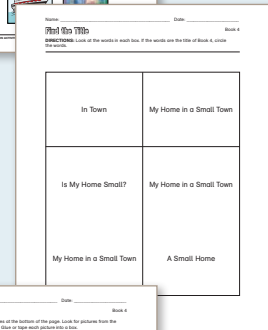 Name: Date:
Find the Title
Book 4
DIRECTIONS: Look at the words in each box. If the words are the title of Book 4, circle
the words.
In Town
My Home in a Small Town
Is My Home Small?
My Home in a Small Town
My Home in a Small Town
A Small Home
Date:
Book 4
es at the bottom of the page. Look for pictures from the
Glue or tape each picture into a box.